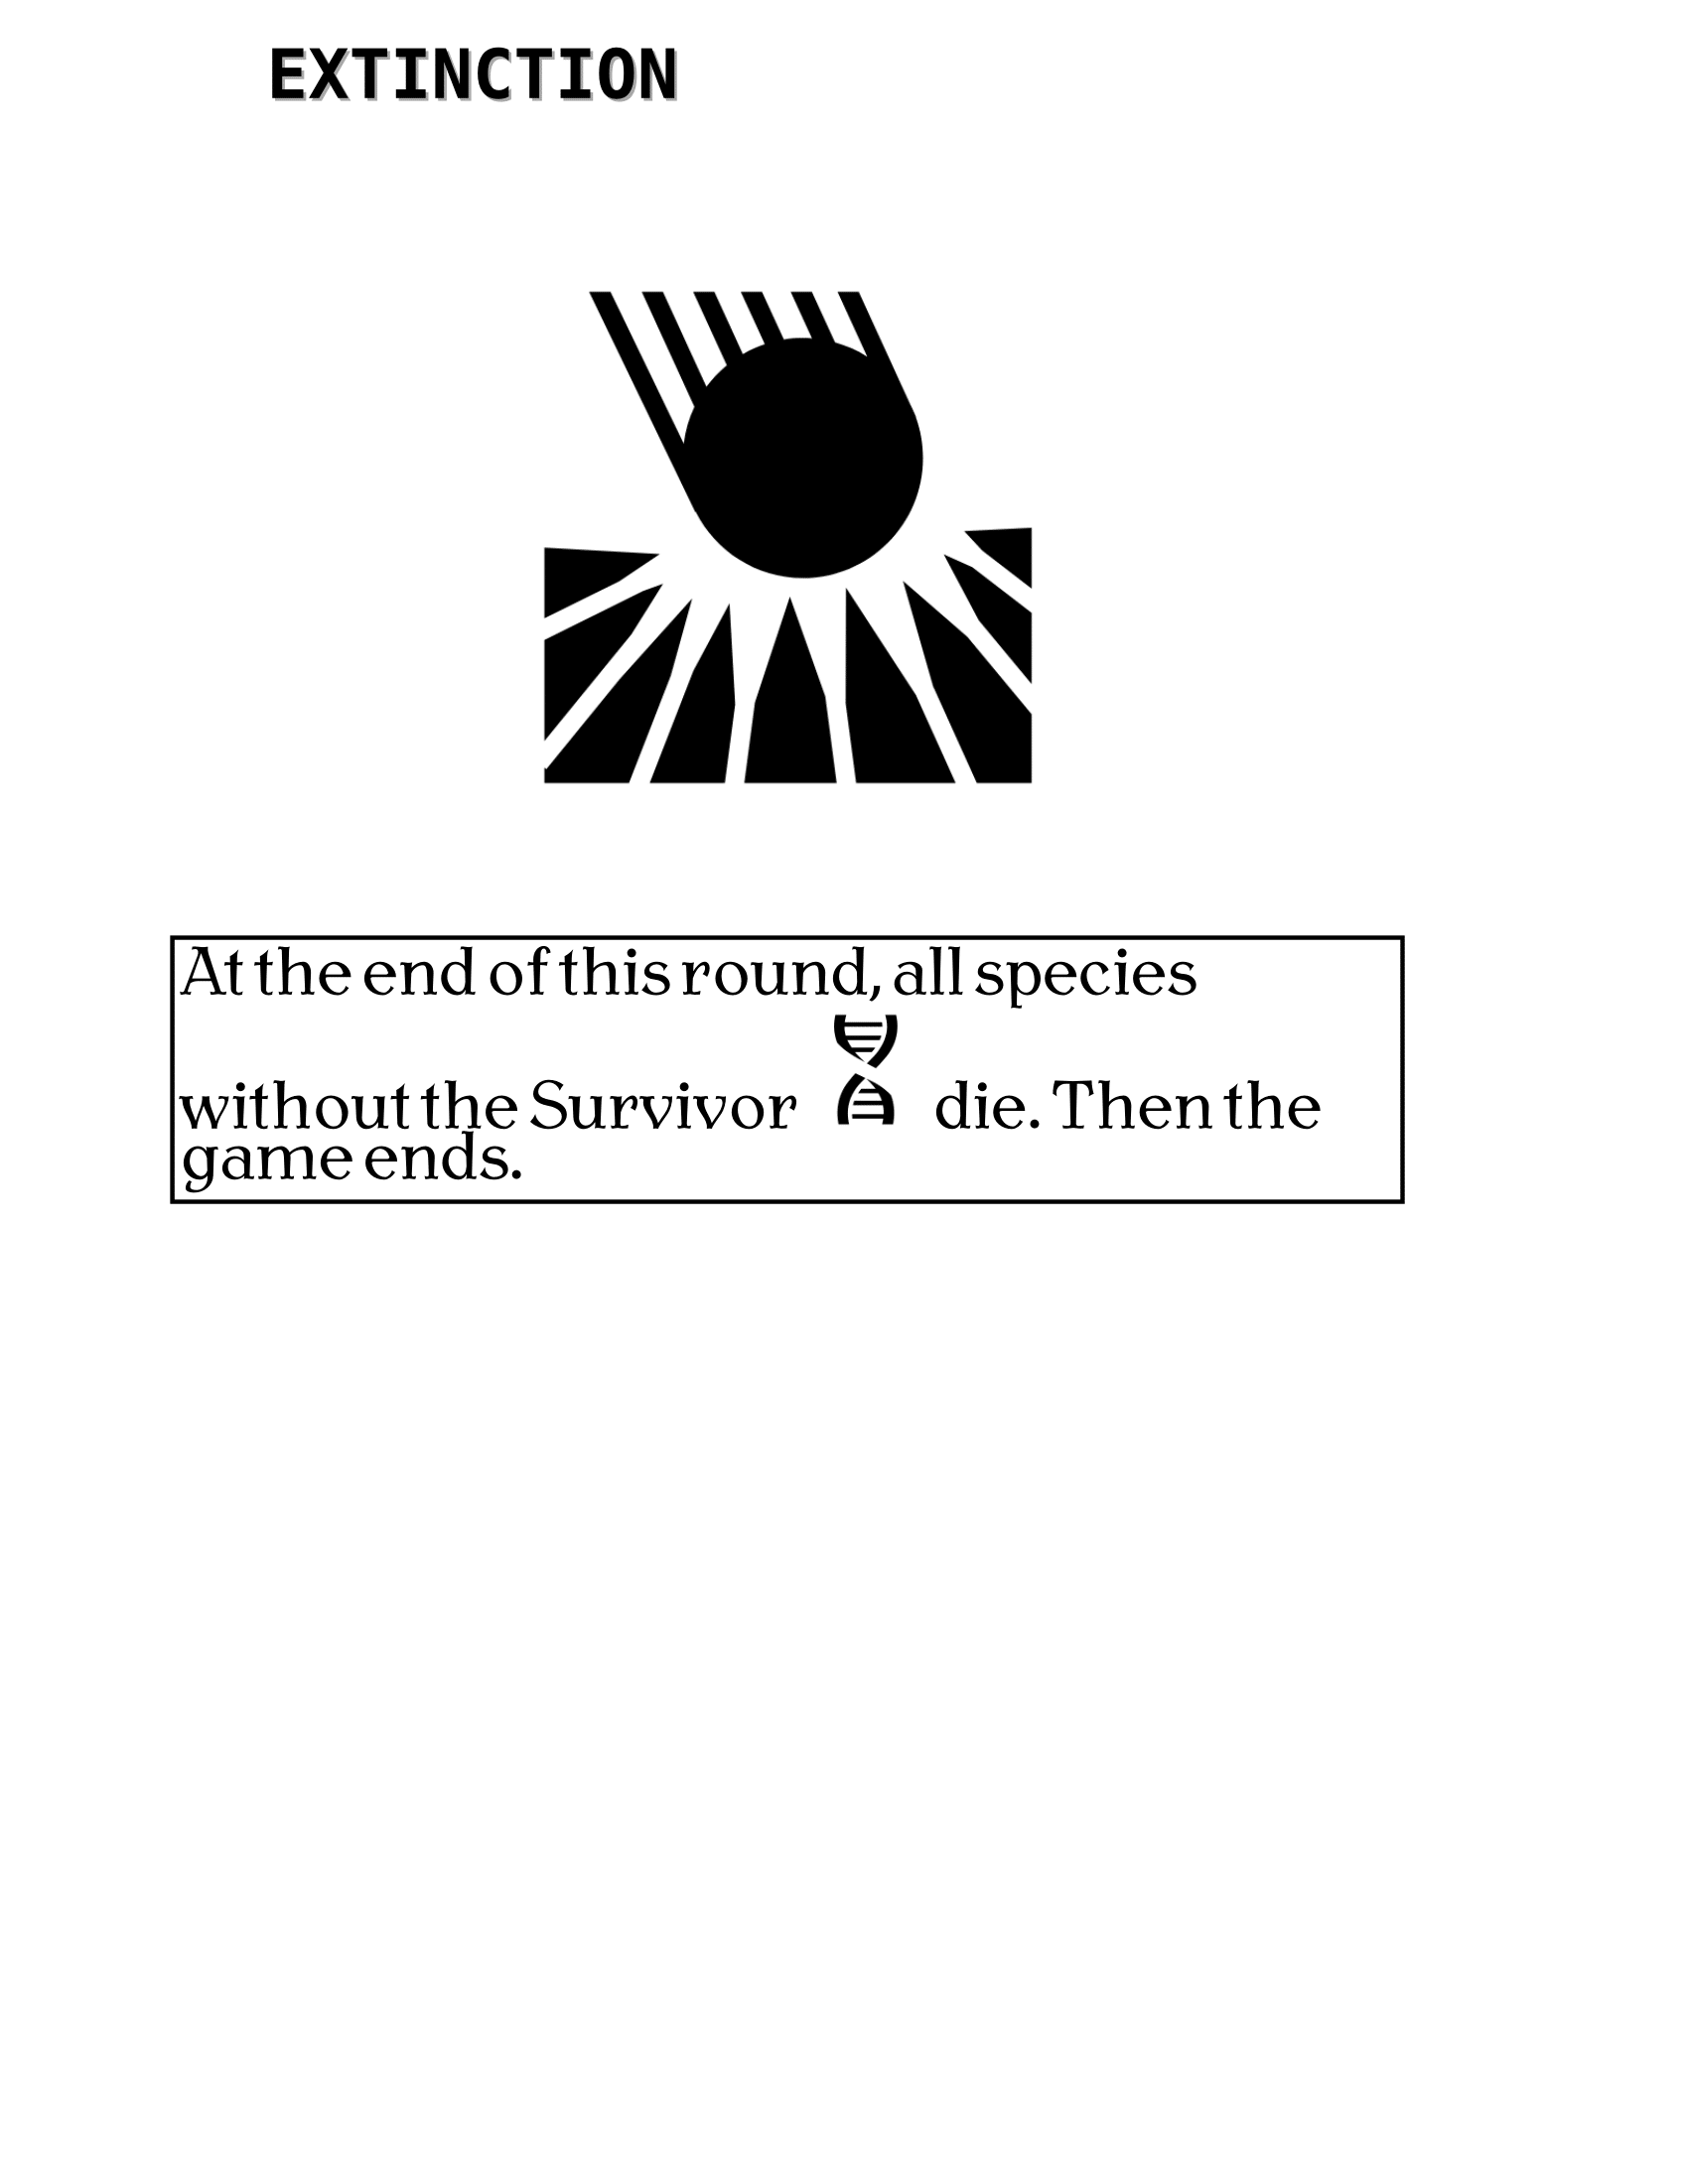 EXTINCTION
At the end of this round, all species
without the Survivor die. Then the
game ends.